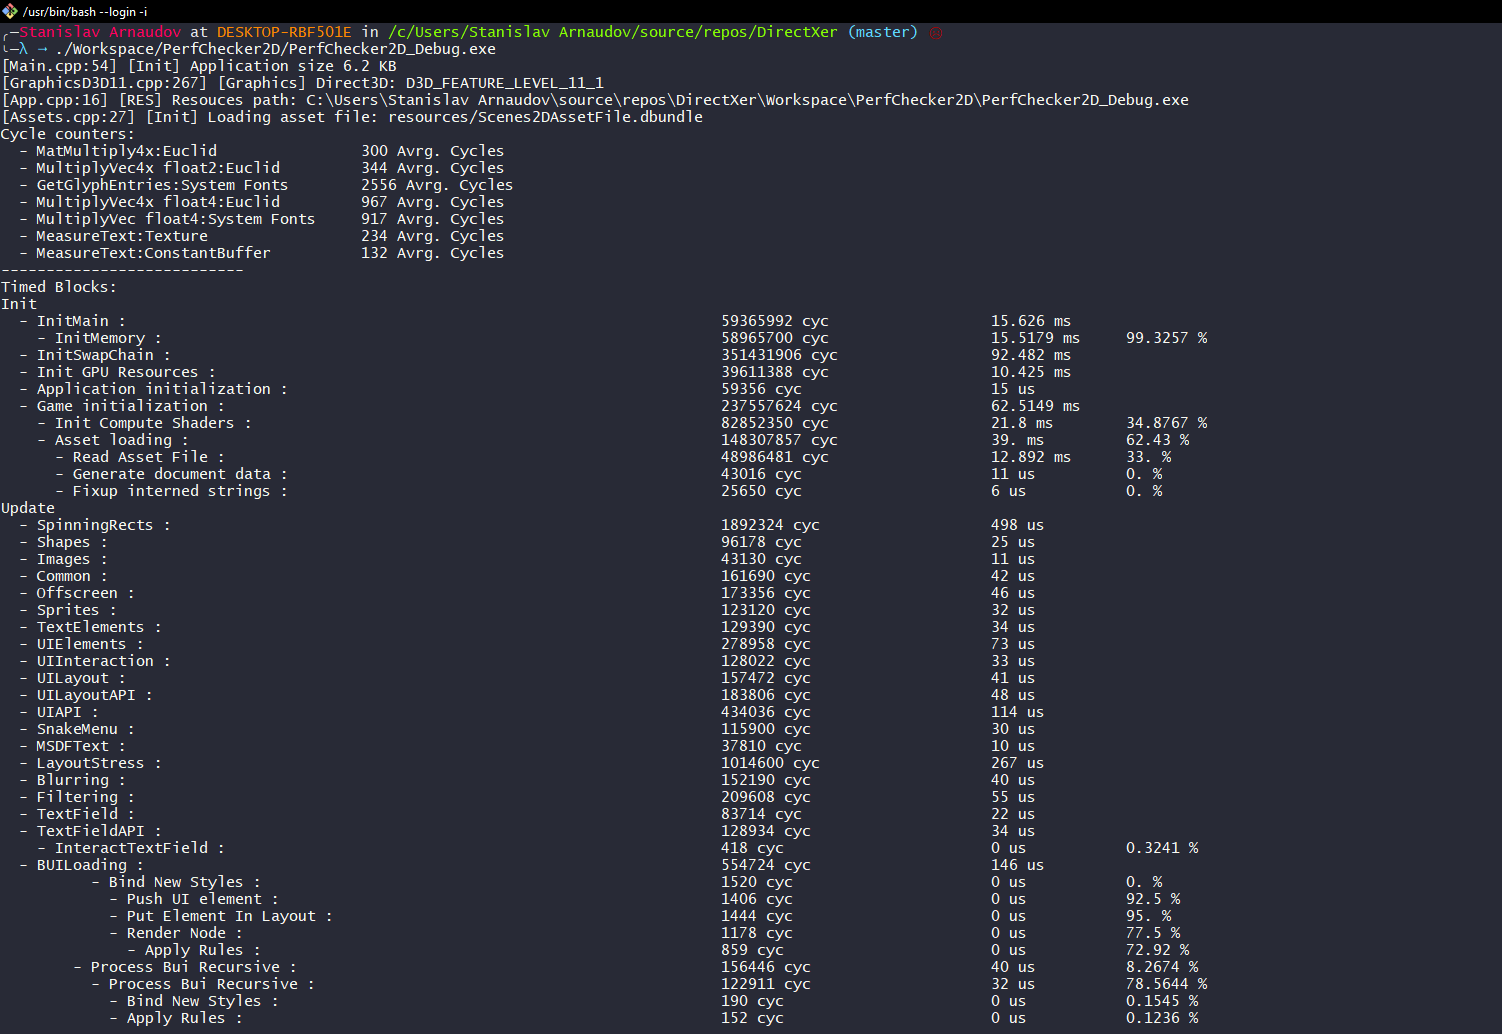 /usr/bin/bash --login -i
╭─Stanislav Arnaudov at DESKTOP-RBF501E in /c/Users/Stanislav Arnaudov/source/repos/DirectXer (master)
╰─λ → ./Workspace/PerfChecker2D/PerfChecker2D_Debug.exe
[Main.cpp:54] [Init] Application size 6.2 KB
[GraphicsD3D11.cpp:267] [Graphics] Direct3D: D3D_FEATURE_LEVEL_11_1
[App.cpp:16] [RES] Resouces path: C:\Users\Stanislav Arnaudov\source\repos\DirectXer\Workspace\PerfChecker2D\PerfChecker2D_Debug.exe
[Assets.cpp:27] [Init] Loading asset file: resources/Scenes2DAssetFile.dbundle
Cycle counters:
  - MatMultiply4x:Euclid 300 Avrg. Cycles
  - MultiplyVec4x float2:Euclid 344 Avrg. Cycles
  - GetGlyphEntries:System Fonts 2556 Avrg. Cycles
  - MultiplyVec4x float4:Euclid 967 Avrg. Cycles
  - MultiplyVec float4:System Fonts 917 Avrg. Cycles
  - MeasureText:Texture 234 Avrg. Cycles
  - MeasureText:ConstantBuffer 132 Avrg. Cycles
---------------------------
Timed Blocks:
Init
  - InitMain : 59365992 cyc 15.626 ms
    - InitMemory : 58965700 cyc 15.5179 ms 99.3257 %
  - InitSwapChain : 351431906 cyc 92.482 ms
  - Init GPU Resources : 39611388 cyc 10.425 ms
  - Application initialization : 59356 cyc 15 us
  - Game initialization : 237557624 cyc 62.5149 ms
    - Init Compute Shaders : 82852350 cyc 21.8 ms 34.8767 %
    - Asset loading : 148307857 cyc 39. ms 62.43 %
      - Read Asset File : 48986481 cyc 12.892 ms 33. %
      - Generate document data : 43016 cyc 11 us 0. %
      - Fixup interned strings : 25650 cyc 6 us 0. %
Update
  - SpinningRects : 1892324 cyc 498 us
  - Shapes : 96178 cyc 25 us
  - Images : 43130 cyc 11 us
  - Common : 161690 cyc 42 us
  - Offscreen : 173356 cyc 46 us
  - Sprites : 123120 cyc 32 us
  - TextElements : 129390 cyc 34 us
  - UIElements : 278958 cyc 73 us
  - UIInteraction : 128022 cyc 33 us
  - UILayout : 157472 cyc 41 us
  - UILayoutAPI : 183806 cyc 48 us
  - UIAPI : 434036 cyc 114 us
  - SnakeMenu : 115900 cyc 30 us
  - MSDFText : 37810 cyc 10 us
  - LayoutStress : 1014600 cyc 267 us
  - Blurring : 152190 cyc 40 us
  - Filtering : 209608 cyc 55 us
  - TextField : 83714 cyc 22 us
  - TextFieldAPI : 128934 cyc 34 us
    - InteractTextField : 418 cyc 0 us 0.3241 %
  - BUILoading : 554724 cyc 146 us
          - Bind New Styles : 1520 cyc 0 us 0. %
            - Push UI element : 1406 cyc 0 us 92.5 %
            - Put Element In Layout : 1444 cyc 0 us 95. %
            - Render Node : 1178 cyc 0 us 77.5 %
              - Apply Rules : 859 cyc 0 us 72.92 %
        - Process Bui Recursive : 156446 cyc 40 us 8.2674 %
          - Process Bui Recursive : 122911 cyc 32 us 78.5644 %
            - Bind New Styles : 190 cyc 0 us 0.1545 %
            - Apply Rules : 152 cyc 0 us 0.1236 %